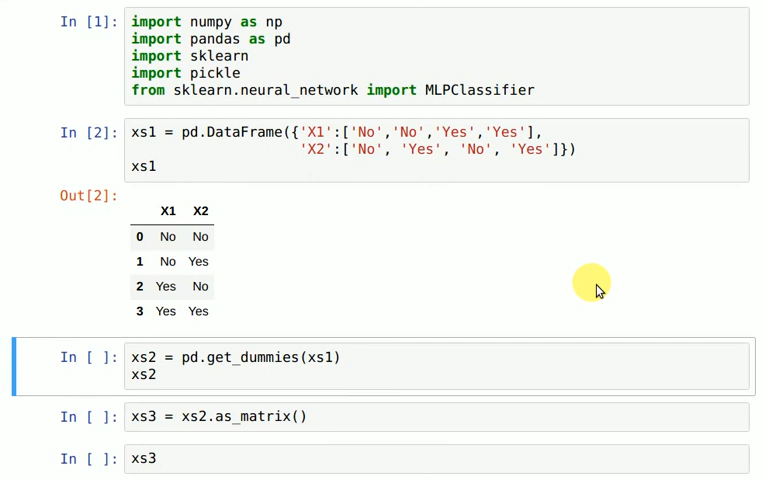 In [1]: import numpy as np
import pandas as pd
import sklearn
import pickle
from sklearn.neural_network import MLPClassifier
In [2]: xs1 = pd.DataFrame({'X1':['No','No','Yes','Yes'],
'X2':['No', 'Yes', 'No', 'Yes']})
xs1
Out[2]:
X1 X2
0 No No
1 No Yes
2 Yes No
3 Yes Yes
In [ ]: xs2 = pd.get_dummies(xs1)
xs2
In [ ]: xs3 = xs2.as_matrix()
In [ ]: xs3